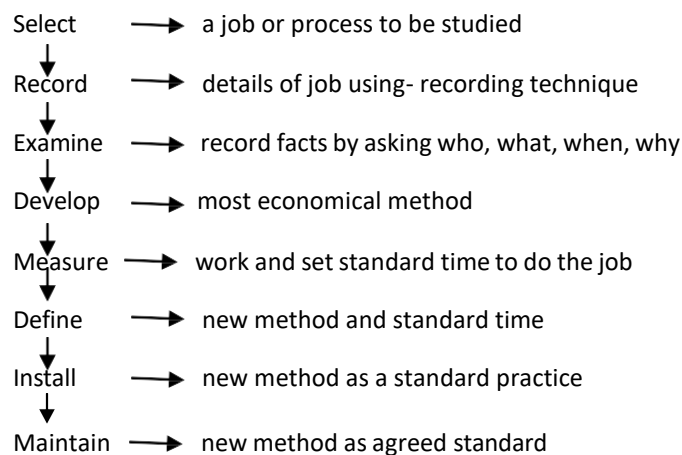 Select a job or process to be studied
Record details of job using- recording technique
Examine record facts by asking who, what, when, why
Develop most economical method
Measure work and set standard time to do the job
Define new method and standard time
Install new method as a standard practice
Maintain new method as agreed standard